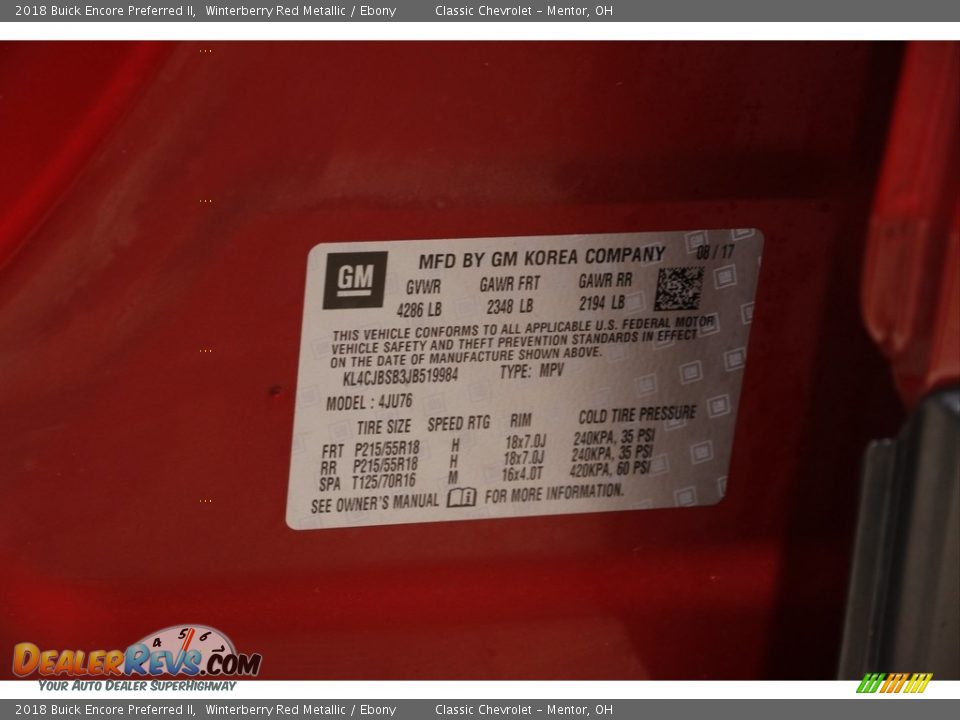 2018 Buick Encore Preferred II, Winterberry Red Metallic / Ebony Classic Chevrolet – Mentor, OH
GM MFD BY GM KOREA COMPANY 08 / 17
GVWR GAWR FRT GAWR RR
4286 LB 2348 LB 2194 LB
THIS VEHICLE CONFORMS TO ALL APPLICABLE U.S. FEDERAL MOTOR
VEHICLE SAFETY AND THEFT PREVENTION STANDARDS IN EFFECT
ON THE DATE OF MANUFACTURE SHOWN ABOVE.
KL4CJBSB3JB519984 TYPE: MPV
MODEL : 4JU76
TIRE SIZE SPEED RTG RIM COLD TIRE PRESSURE
FRT P215/55R18 H 18x7.0J 240KPA, 35 PSI
RR P215/55R18 H 18x7.0J 240KPA, 35 PSI
SPA T125/70R16 M 16x4.0T 420KPA, 60 PSI
SEE OWNER'S MANUAL i FOR MORE INFORMATION.
4 5 6 7
DEALERREVS.COM
YOUR AUTO DEALER SUPERHIGHWAY
2018 Buick Encore Preferred II, Winterberry Red Metallic / Ebony Classic Chevrolet – Mentor, OH